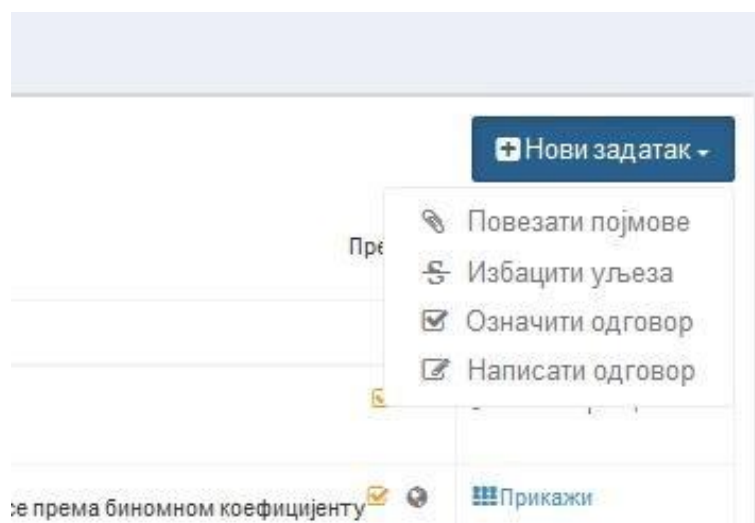 Нови задатак
Повезати појмове
Пре
Избацити уљеза
Означити одговор
Написати одговор
се према биномном коефицијенту
Прикажи